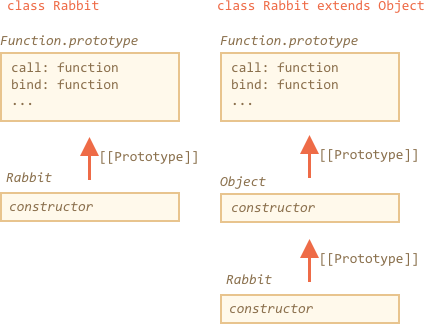 class Rabbit
Function.prototype
call: function
bind: function
...
[[Prototype]]
Rabbit
constructor
class Rabbit extends Object
Function.prototype
call: function
bind: function
...
[[Prototype]]
Object
constructor
[[Prototype]]
Rabbit
constructor